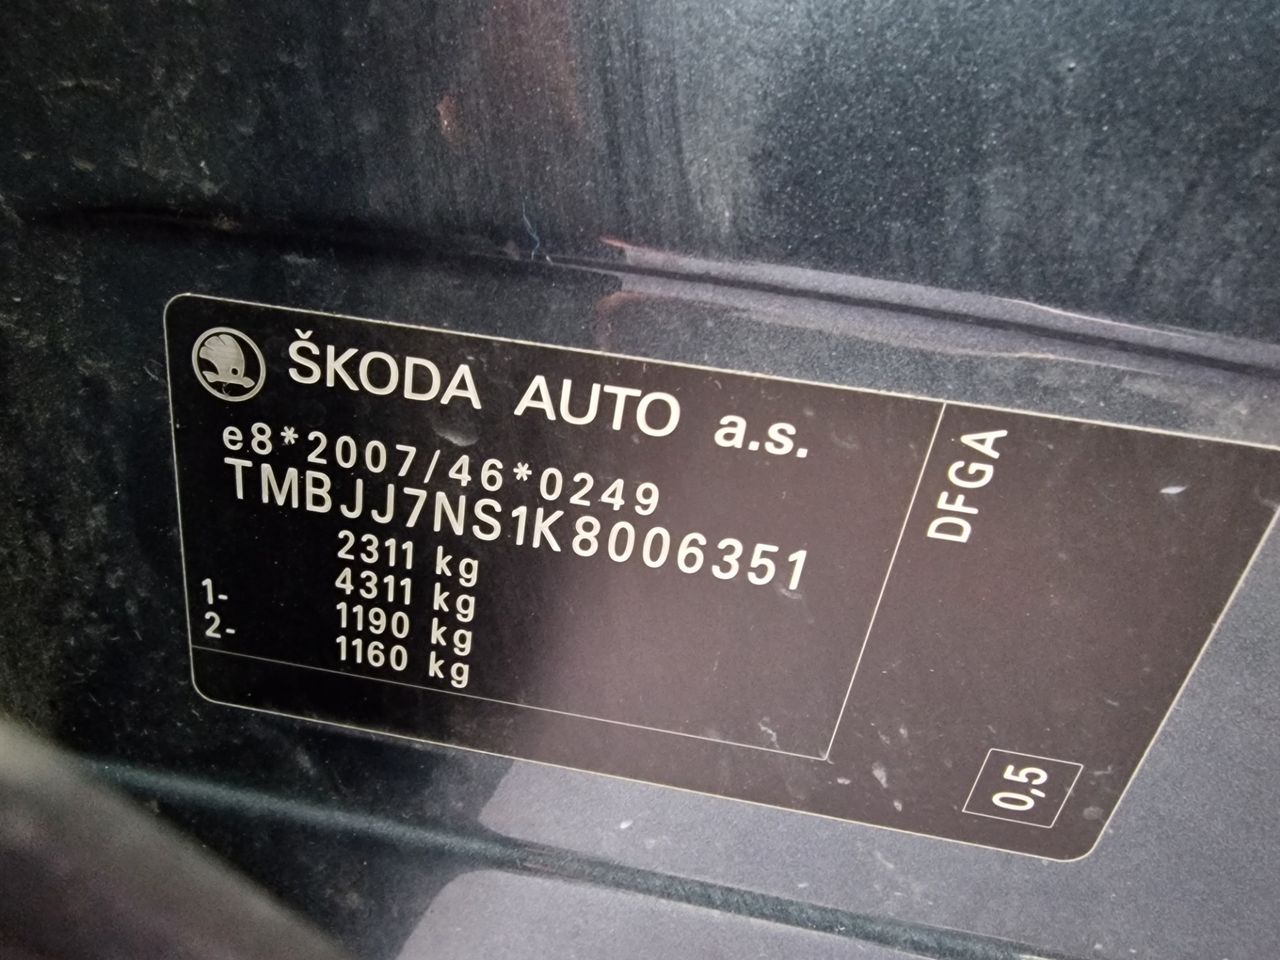 ŠKODA AUTO a.s.
e8*2007/46*0249
TMBJJ7NS1K8006351
2311 kg
4311 kg
1- 1190 kg
2- 1160 kg
DFGA
0,5